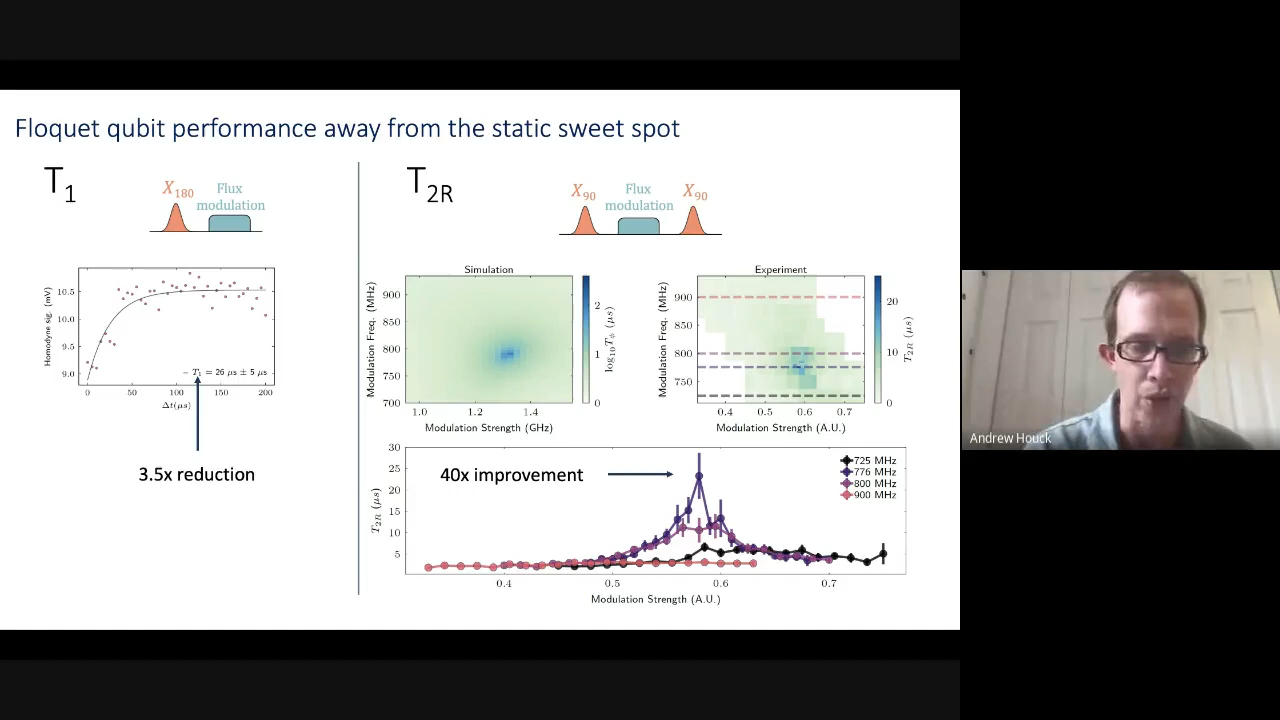 Floquet qubit performance away from the static sweet spot
T1
X180
Flux
modulation
Homodyne sig. (mV)
10.5
10.0
9.5
9.0
T1 = 26 μs ± 5 μs
0
50
100
150
200
Δt(μs)
3.5x reduction
T2R
X90
Flux
modulation
X90
Simulation
Modulation Freq. (MHz)
900
850
800
750
700
1.0
1.2
1.4
Modulation Strength (GHz)
2
1
0
Experiment
Modulation Freq. (MHz)
900
850
800
750
0.4
0.5
0.6
0.7
Modulation Strength (A.U.)
20
10
0
T2R (μs)
30
25
20
15
10
5
T2R (μs)
40x improvement
725 MHz
776 MHz
800 MHz
900 MHz
0.4
0.5
0.6
0.7
Modulation Strength (A.U.)
Andrew Houck